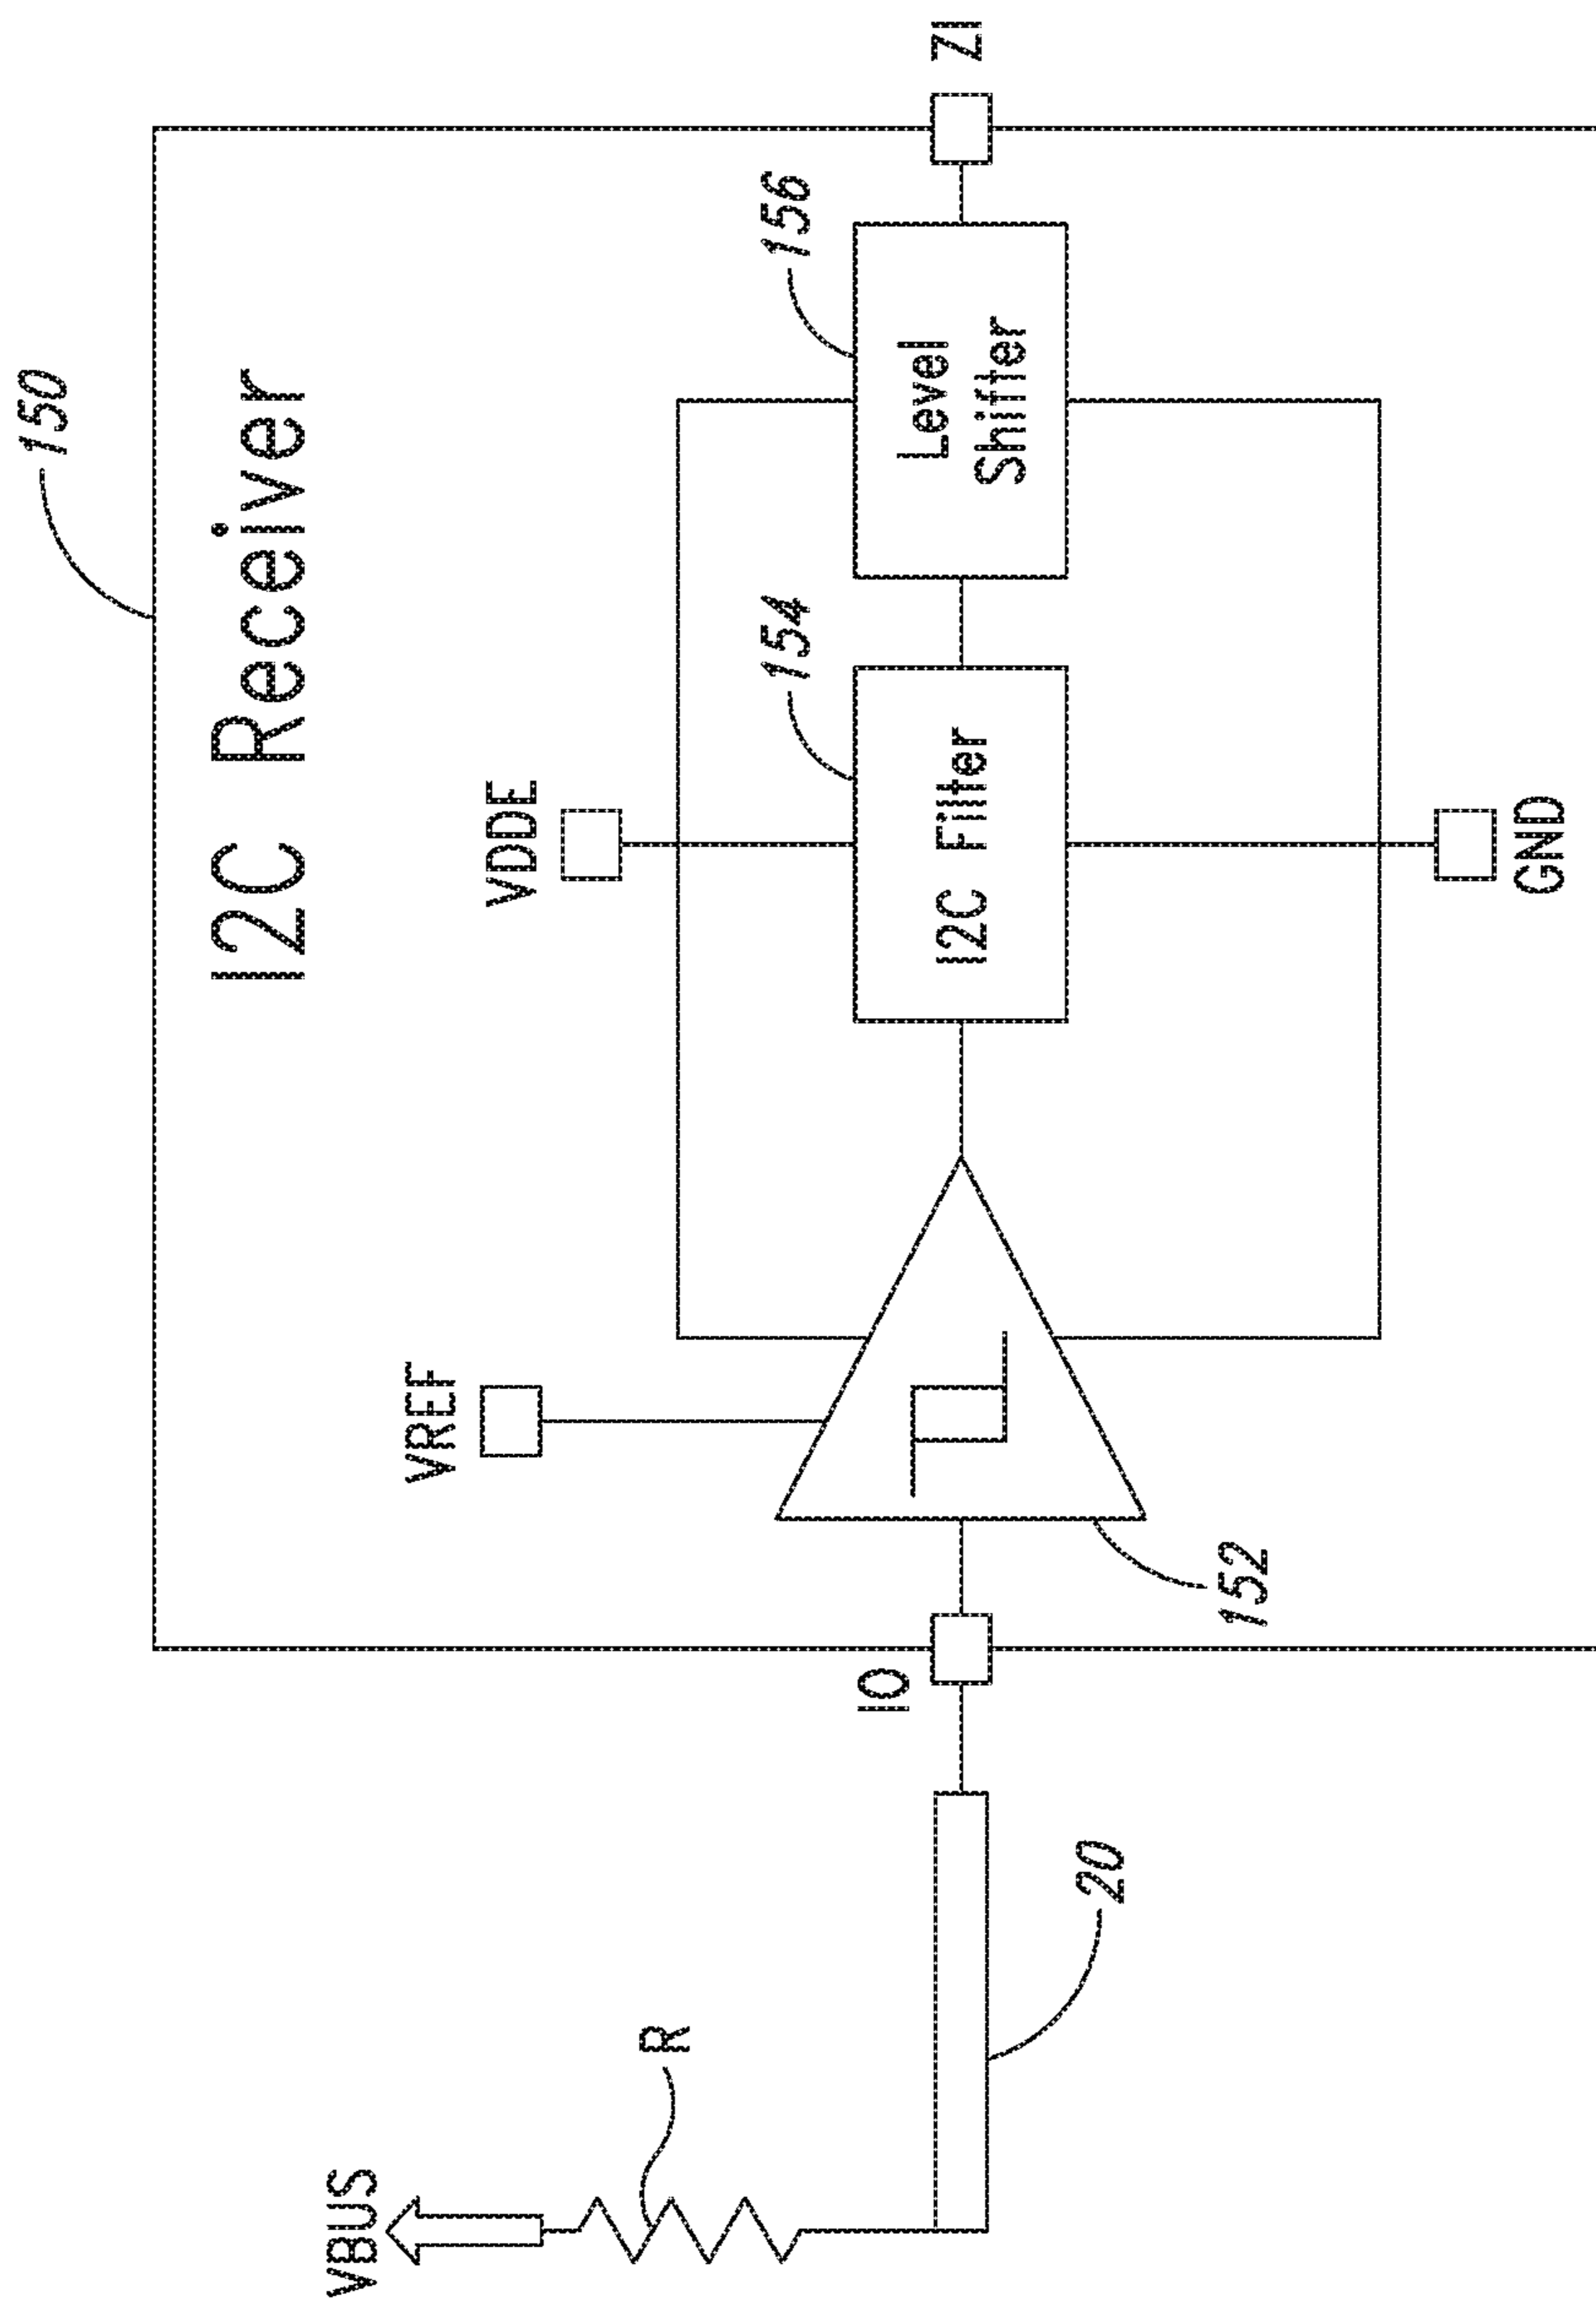 150
I2C Receiver
VBUS
R
20
IO
VREF
152
VDDE
I2C Filter
154
Level
Shifter
156
GND
ZI